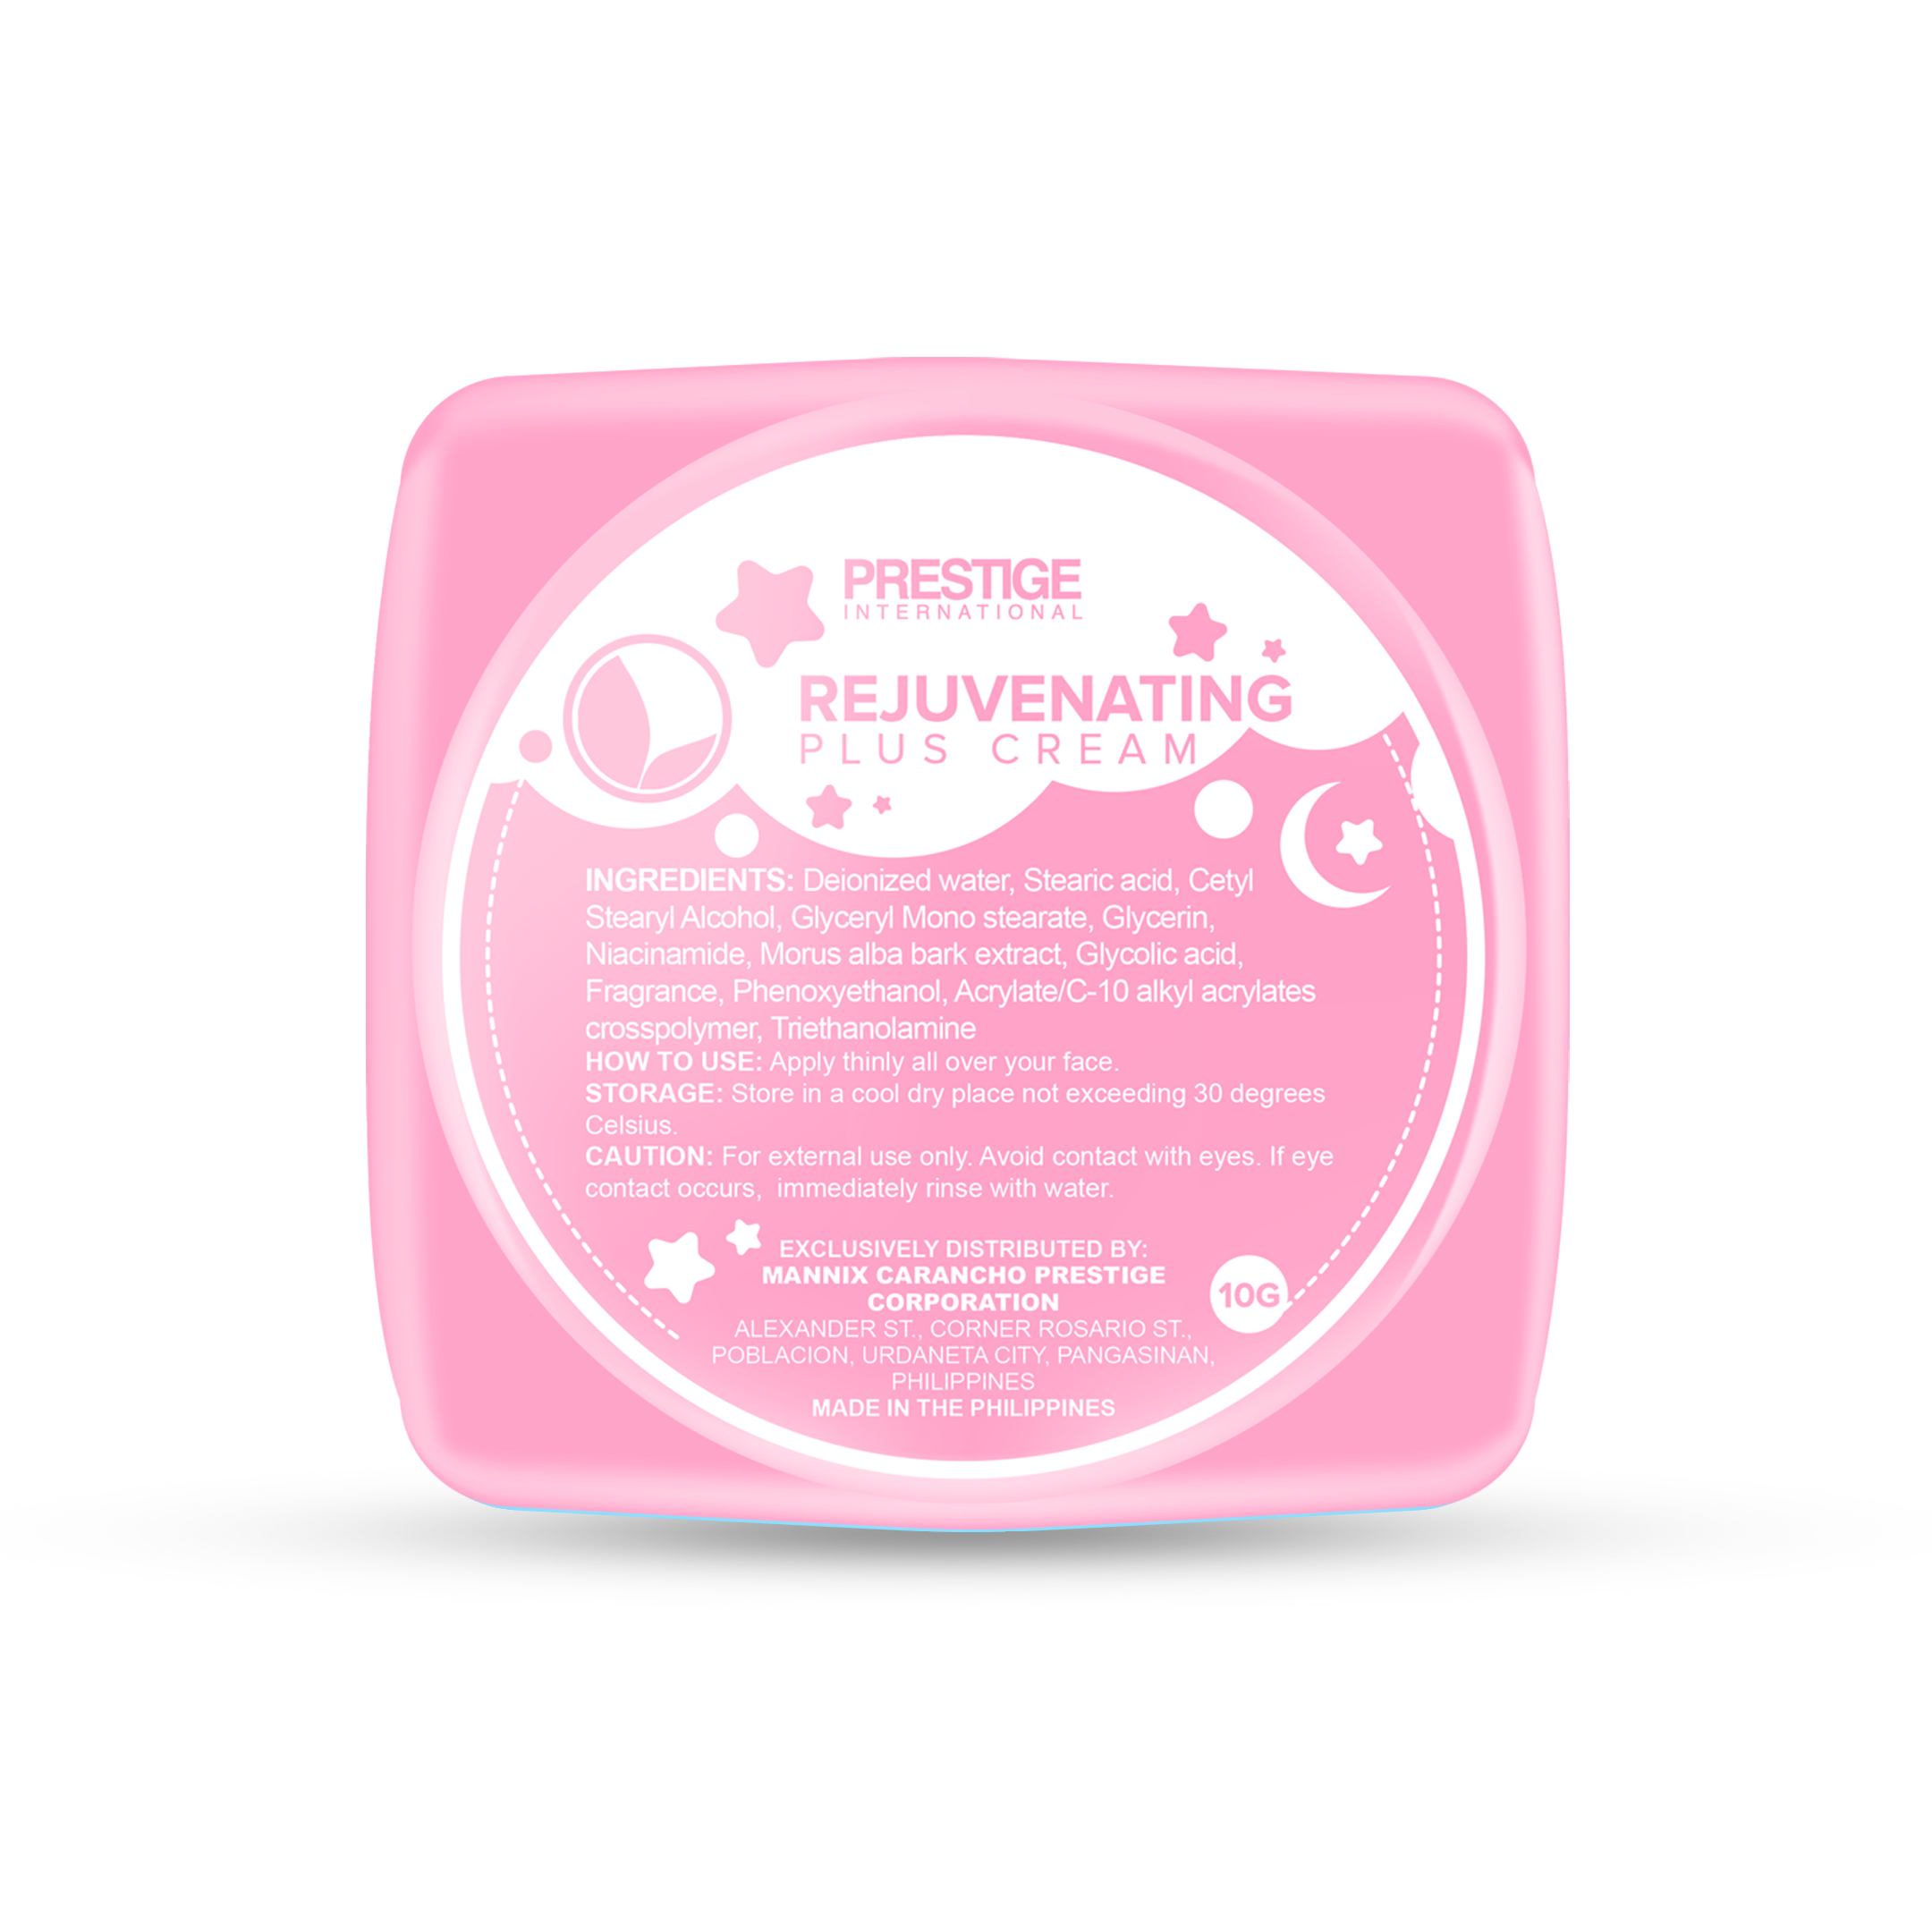 PRESTIGE
INTERNATIONAL
REJUVENATING
PLUS CREAM
INGREDIENTS: Deionized water, Stearic acid, Cetyl
Stearyl Alcohol, Glyceryl Mono stearate, Glycerin,
Niacinamide, Morus alba bark extract, Glycolic acid,
Fragrance, Phenoxyethanol, Acrylate/C-10 alkyl acrylates
crosspolymer, Triethanolamine
HOW TO USE: Apply thinly all over your face.
STORAGE: Store in a cool dry place not exceeding 30 degrees
Celsius.
CAUTION: For external use only. Avoid contact with eyes. If eye
contact occurs, immediately rinse with water.
EXCLUSIVELY DISTRIBUTED BY:
MANNIX CARANCHO PRESTIGE
CORPORATION
10G
ALEXANDER ST., CORNER ROSARIO ST.,
POBLACION, URDANETA CITY, PANGASINAN,
PHILIPPINES
MADE IN THE PHILIPPINES